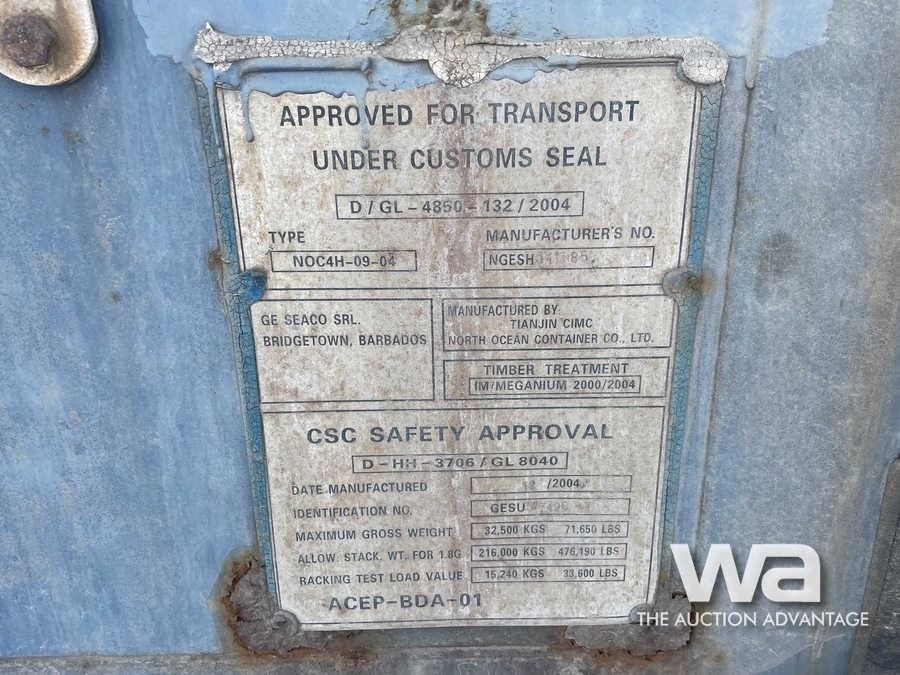 APPROVED FOR TRANSPORT
UNDER CUSTOMS SEAL
D/GL-4850-132/2004
TYPE
NOC4H-09-04
MANUFACTURER'S NO.
NGESH
GE SEACO SRL.
BRIDGETOWN, BARBADOS
MANUFACTURED BY
TIANJIN CIMC
NORTH OCEAN CONTAINER CO., LTD.
TIMBER TREATMENT
IM/MEGANIUM 2000/2004
CSC SAFETY APPROVAL
D-HH-3706/GL 8040
DATE MANUFACTURED /2004
IDENTIFICATION NO. GESU
MAXIMUM GROSS WEIGHT 32,500 KGS 71,650 LBS
ALLOW. STACK. WT. FOR 1.8G 216,000 KGS 476,190 LBS
RACKING TEST LOAD VALUE 15,240 KGS 33,600 LBS
ACEP-BDA-01
wa
THE AUCTION ADVANTAGE